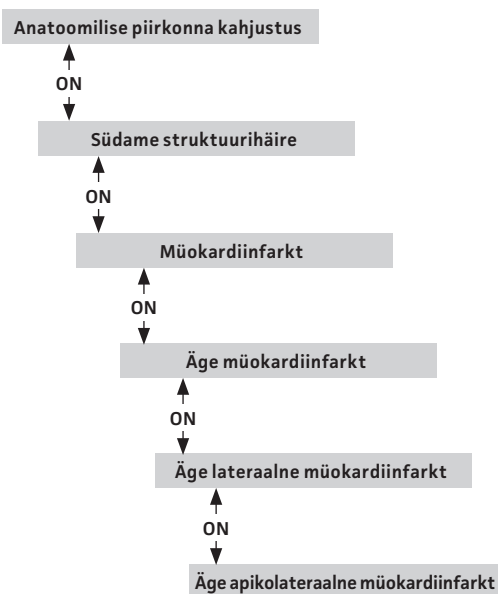 Anatoomilise piirkonna kahjustus
ON
Südame struktuurihäire
ON
Müokardiinfarkt
ON
Äge müokardiinfarkt
ON
Äge lateraalne müokardiinfarkt
ON
Äge apikolateraalne müokardiinfarkt